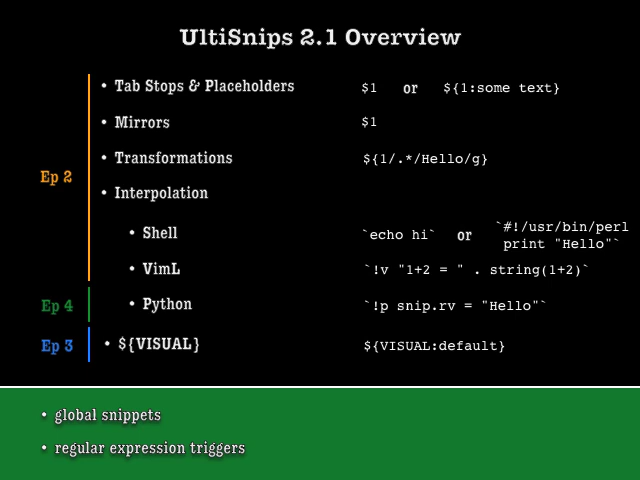 UltiSnips 2.1 Overview
• Tab Stops & Placeholders $1 or ${1:some text}
• Mirrors $1
• Transformations ${1/.*/Hello/g}
Ep 2
• Interpolation
• Shell `echo hi` or `#!/usr/bin/perl
print "Hello"`
• VimL `!v "1+2 = " . string(1+2)`
Ep 4
• Python `!p snip.rv = "Hello"`
Ep 3
• ${VISUAL} ${VISUAL:default}
• global snippets
• regular expression triggers